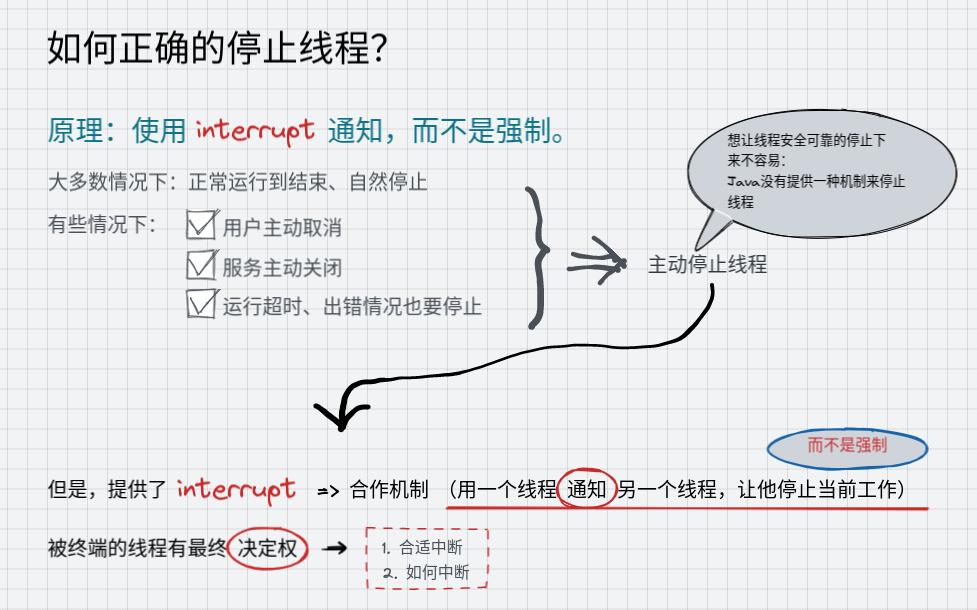 如何正确的停止线程？
原理：使用 interrupt 通知，而不是强制。
大多数情况下：正常运行到结束、自然停止
有些情况下：
用户主动取消
服务主动关闭
运行超时、出错情况也要停止
想让线程安全可靠的停止下
来不容易：
Java没有提供一种机制来停止
线程
主动停止线程
而不是强制
但是，提供了 interrupt => 合作机制 （用一个线程 通知 另一个线程，让他停止当前工作）
被终端的线程有最终 决定权
1. 合适中断
2. 如何中断